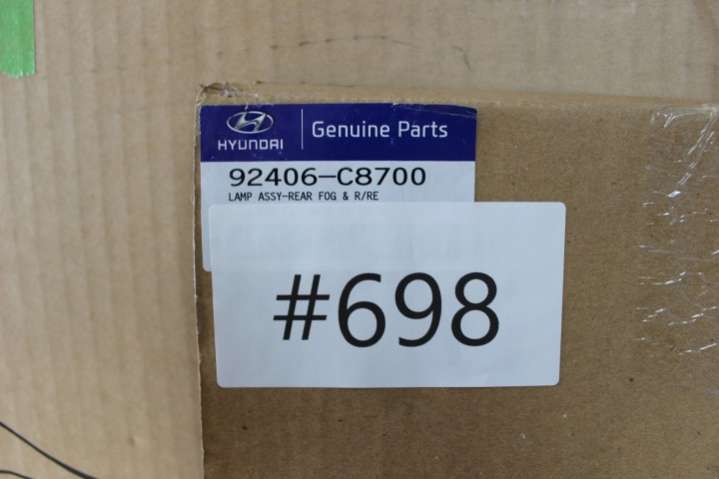 HYUNDAI
Genuine Parts
92406-C8700
LAMP ASSY-REAR FOG & R/RE
#698